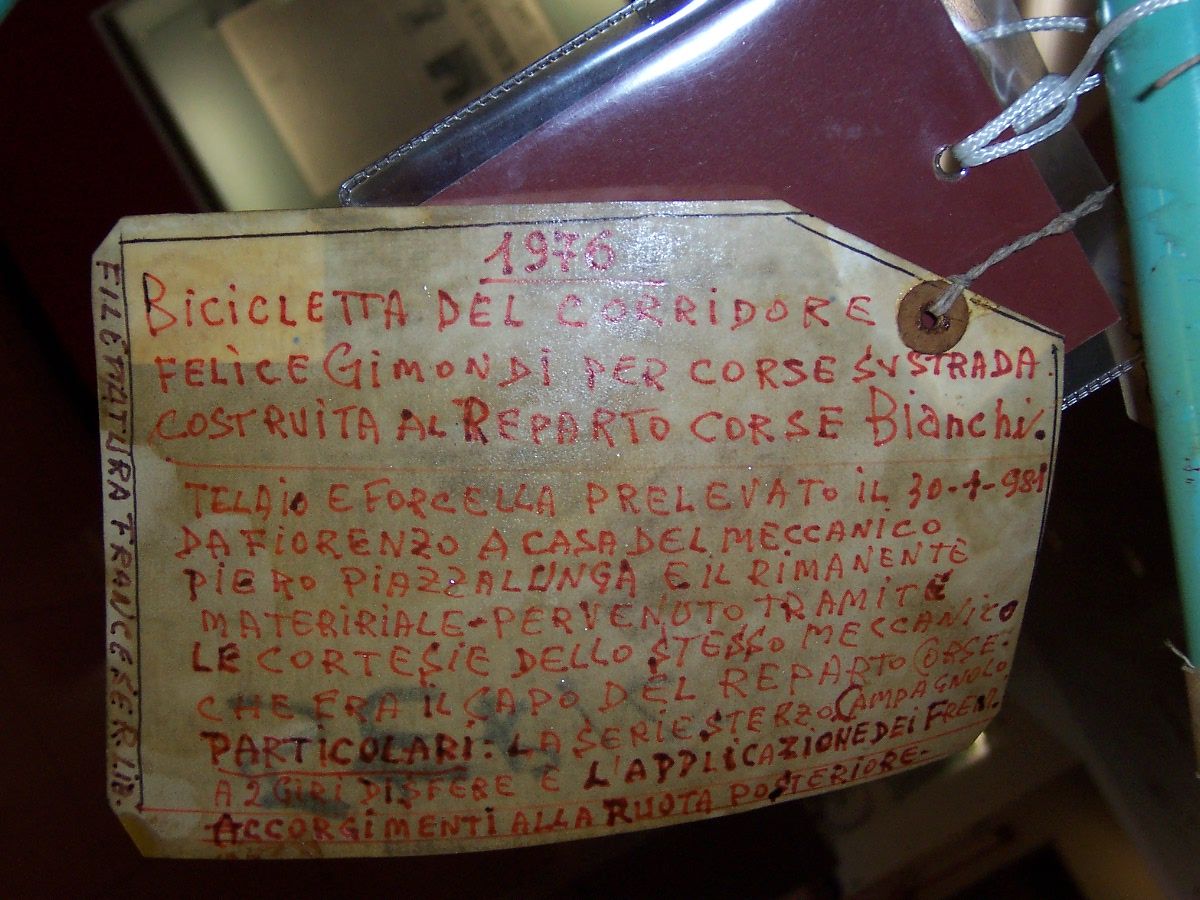 1976
BICICLETTA DEL CORRIDORE
FELICE GIMONDI PER CORSE SU STRADA.
COSTRUITA AL REPARTO CORSE Bianchi.
TELAIO E FORCELLA PRELEVATO IL 30-1-981
DA FIORENZO A CASA DEL MECCANICO
PIERO PIAZZALUNGA E IL RIMANENTE
MATERIRIALE-PERVENUTO TRAMITE
LE CORTESIE DELLO STESSO MECCANICO
CHE ERA IL CAPO DEL REPARTO CORSE.
PARTICOLARI: LA SERIE STERZO CAMPAGNOLO
A 2 GIRI DI SFERE E L'APPLICAZIONE DEI FRENI.
ACCORGIMENTI ALLA RUOTA POSTERIORE-
FILETTATURA FRANCESE R. LIB.